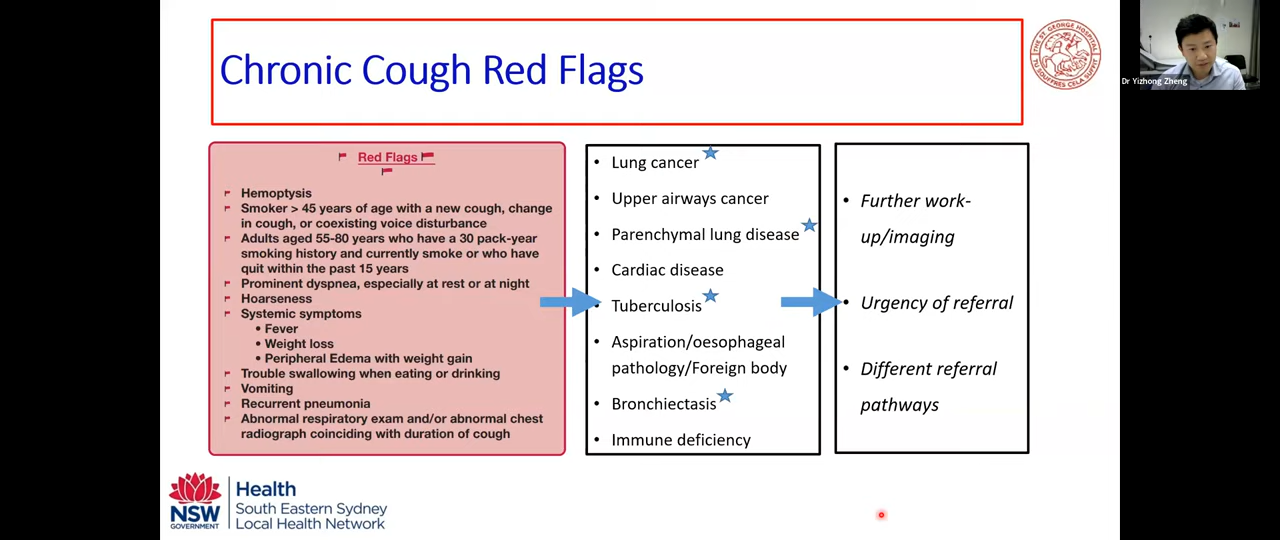 Chronic Cough Red Flags
THE ST. GEORGE HOSPITAL
Dr Yizhong Zheng
Red Flags
Hemoptysis
Smoker > 45 years of age with a new cough, change
in cough, or coexisting voice disturbance
Adults aged 55-80 years who have a 30 pack-year
smoking history and currently smoke or who have
quit within the past 15 years
Prominent dyspnea, especially at rest or at night
Hoarseness
Systemic symptoms
• Fever
• Weight loss
• Peripheral Edema with weight gain
Trouble swallowing when eating or drinking
Vomiting
Recurrent pneumonia
Abnormal respiratory exam and/or abnormal chest
radiograph coinciding with duration of cough
• Lung cancer
• Upper airways cancer
• Parenchymal lung disease
• Cardiac disease
• Tuberculosis
• Aspiration/oesophageal
pathology/Foreign body
• Bronchiectasis
• Immune deficiency
• Further work-
up/imaging
• Urgency of referral
• Different referral
pathways
NSW
GOVERNMENT
Health
South Eastern Sydney
Local Health Network